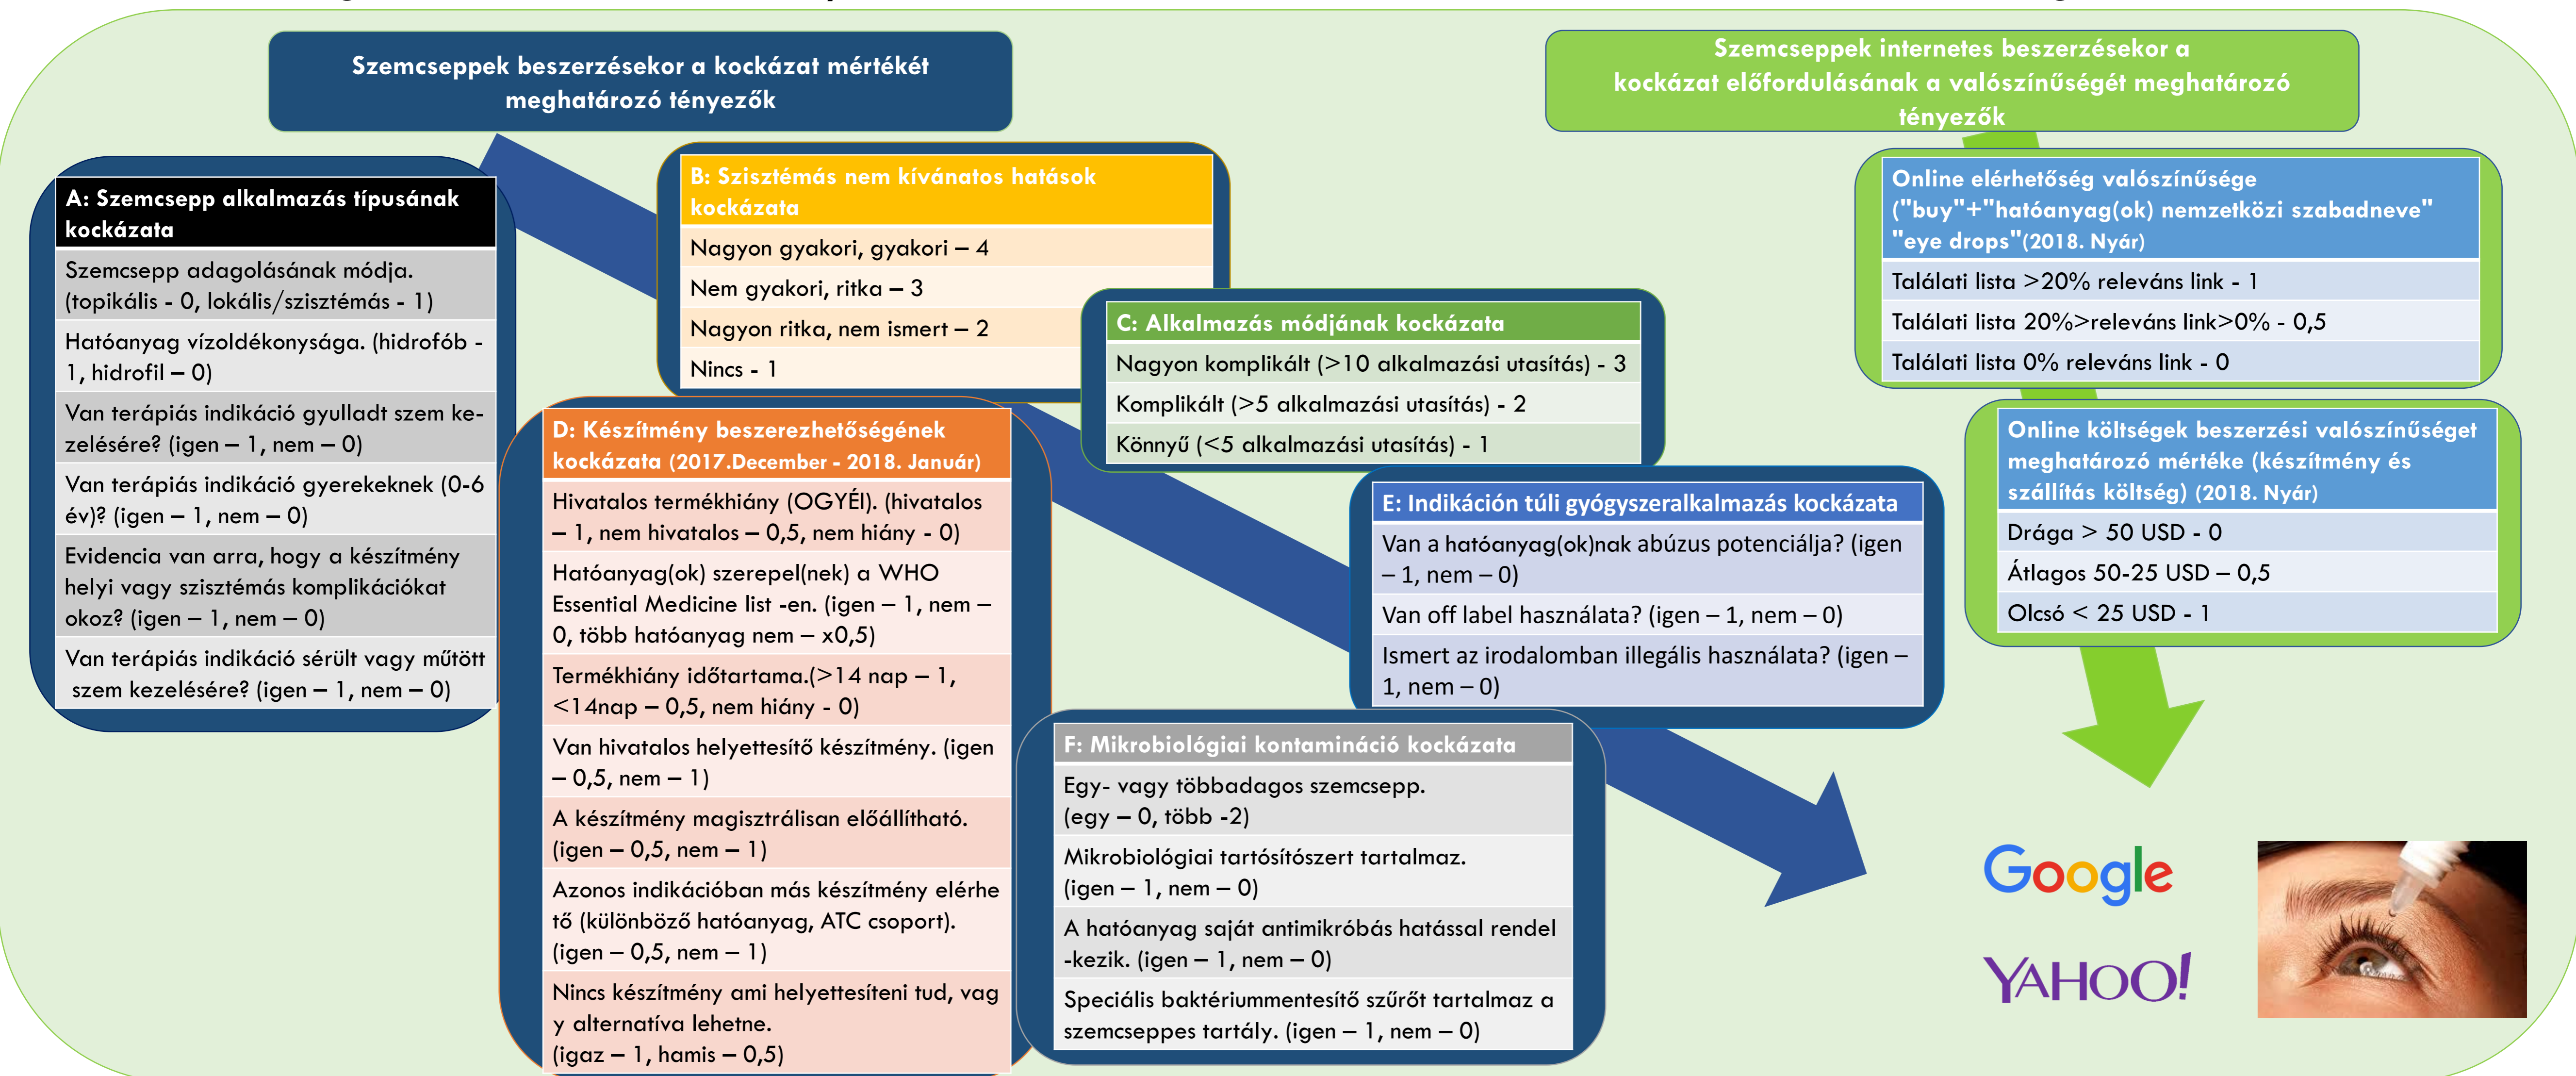 Szemcseppek beszerzésekor a kockázat mértékét
meghatározó tényezők
Szemcseppek internetes beszerzésekor a
kockázat előfordulásának a valószínűségét meghatározó
tényezők
A: Szemcsepp alkalmazás típusának
kockázata
Szemcsepp adagolásának módja.
(topikális - 0, lokális/szisztémás - 1)
Hatóanyag vízoldékonysága. (hidrofób -
1, hidrofil – 0)
Van terápiás indikáció gyulladt szem ke-
zelésére? (igen – 1, nem – 0)
Van terápiás indikáció gyerekeknek (0-6
év)? (igen – 1, nem – 0)
Evidencia van arra, hogy a készítmény
helyi vagy szisztémás komplikációkat
okoz? (igen – 1, nem – 0)
Van terápiás indikáció sérült vagy műtött
szem kezelésére? (igen – 1, nem – 0)
B: Szisztémás nem kívánatos hatások
kockázata
Nagyon gyakori, gyakori – 4
Nem gyakori, ritka – 3
Nagyon ritka, nem ismert – 2
Nincs - 1
C: Alkalmazás módjának kockázata
Nagyon komplikált (>10 alkalmazási utasítás) - 3
Komplikált (>5 alkalmazási utasítás) - 2
Könnyű (<5 alkalmazási utasítás) - 1
D: Készítmény beszerezhetőségének
kockázata (2017.December - 2018. Január)
Hivatalos termékhiány (OGYÉI). (hivatalos
– 1, nem hivatalos – 0,5, nem hiány - 0)
Hatóanyag(ok) szerepel(nek) a WHO
Essential Medicine list -en. (igen – 1, nem –
0, több hatóanyag nem – x0,5)
Termékhiány időtartama.(>14 nap – 1,
<14nap – 0,5, nem hiány - 0)
Van hivatalos helyettesítő készítmény. (igen
– 0,5, nem – 1)
A készítmény magisztrálisan előállítható.
(igen – 0,5, nem – 1)
Azonos indikációban más készítmény elérhe
tő (különböző hatóanyag, ATC csoport).
(igen – 0,5, nem – 1)
Nincs készítmény ami helyettesíteni tud, vag
y alternatíva lehetne.
(igaz – 1, hamis – 0,5)
E: Indikáción túli gyógyszeralkalmazás kockázata
Van a hatóanyag(ok)nak abúzus potenciálja? (igen
– 1, nem – 0)
Van off label használata? (igen – 1, nem – 0)
Ismert az irodalomban illegális használata? (igen –
1, nem – 0)
F: Mikrobiológiai kontamináció kockázata
Egy- vagy többadagos szemcsepp.
(egy – 0, több -2)
Mikrobiológiai tartósítószert tartalmaz.
(igen – 1, nem – 0)
A hatóanyag saját antimikróbás hatással rendel
-kezik. (igen – 1, nem – 0)
Speciális baktériummentesítő szűrőt tartalmaz a
szemcseppes tartály. (igen – 1, nem – 0)
Online elérhetőség valószínűsége
("buy"+"hatóanyag(ok) nemzetközi szabadneve"
"eye drops"(2018. Nyár)
Találati lista >20% releváns link - 1
Találati lista 20%>releváns link>0% - 0,5
Találati lista 0% releváns link - 0
Online költségek beszerzési valószínűséget
meghatározó mértéke (készítmény és
szállítás költség) (2018. Nyár)
Drága > 50 USD - 0
Átlagos 50-25 USD – 0,5
Olcsó < 25 USD - 1
Google
YAHOO!